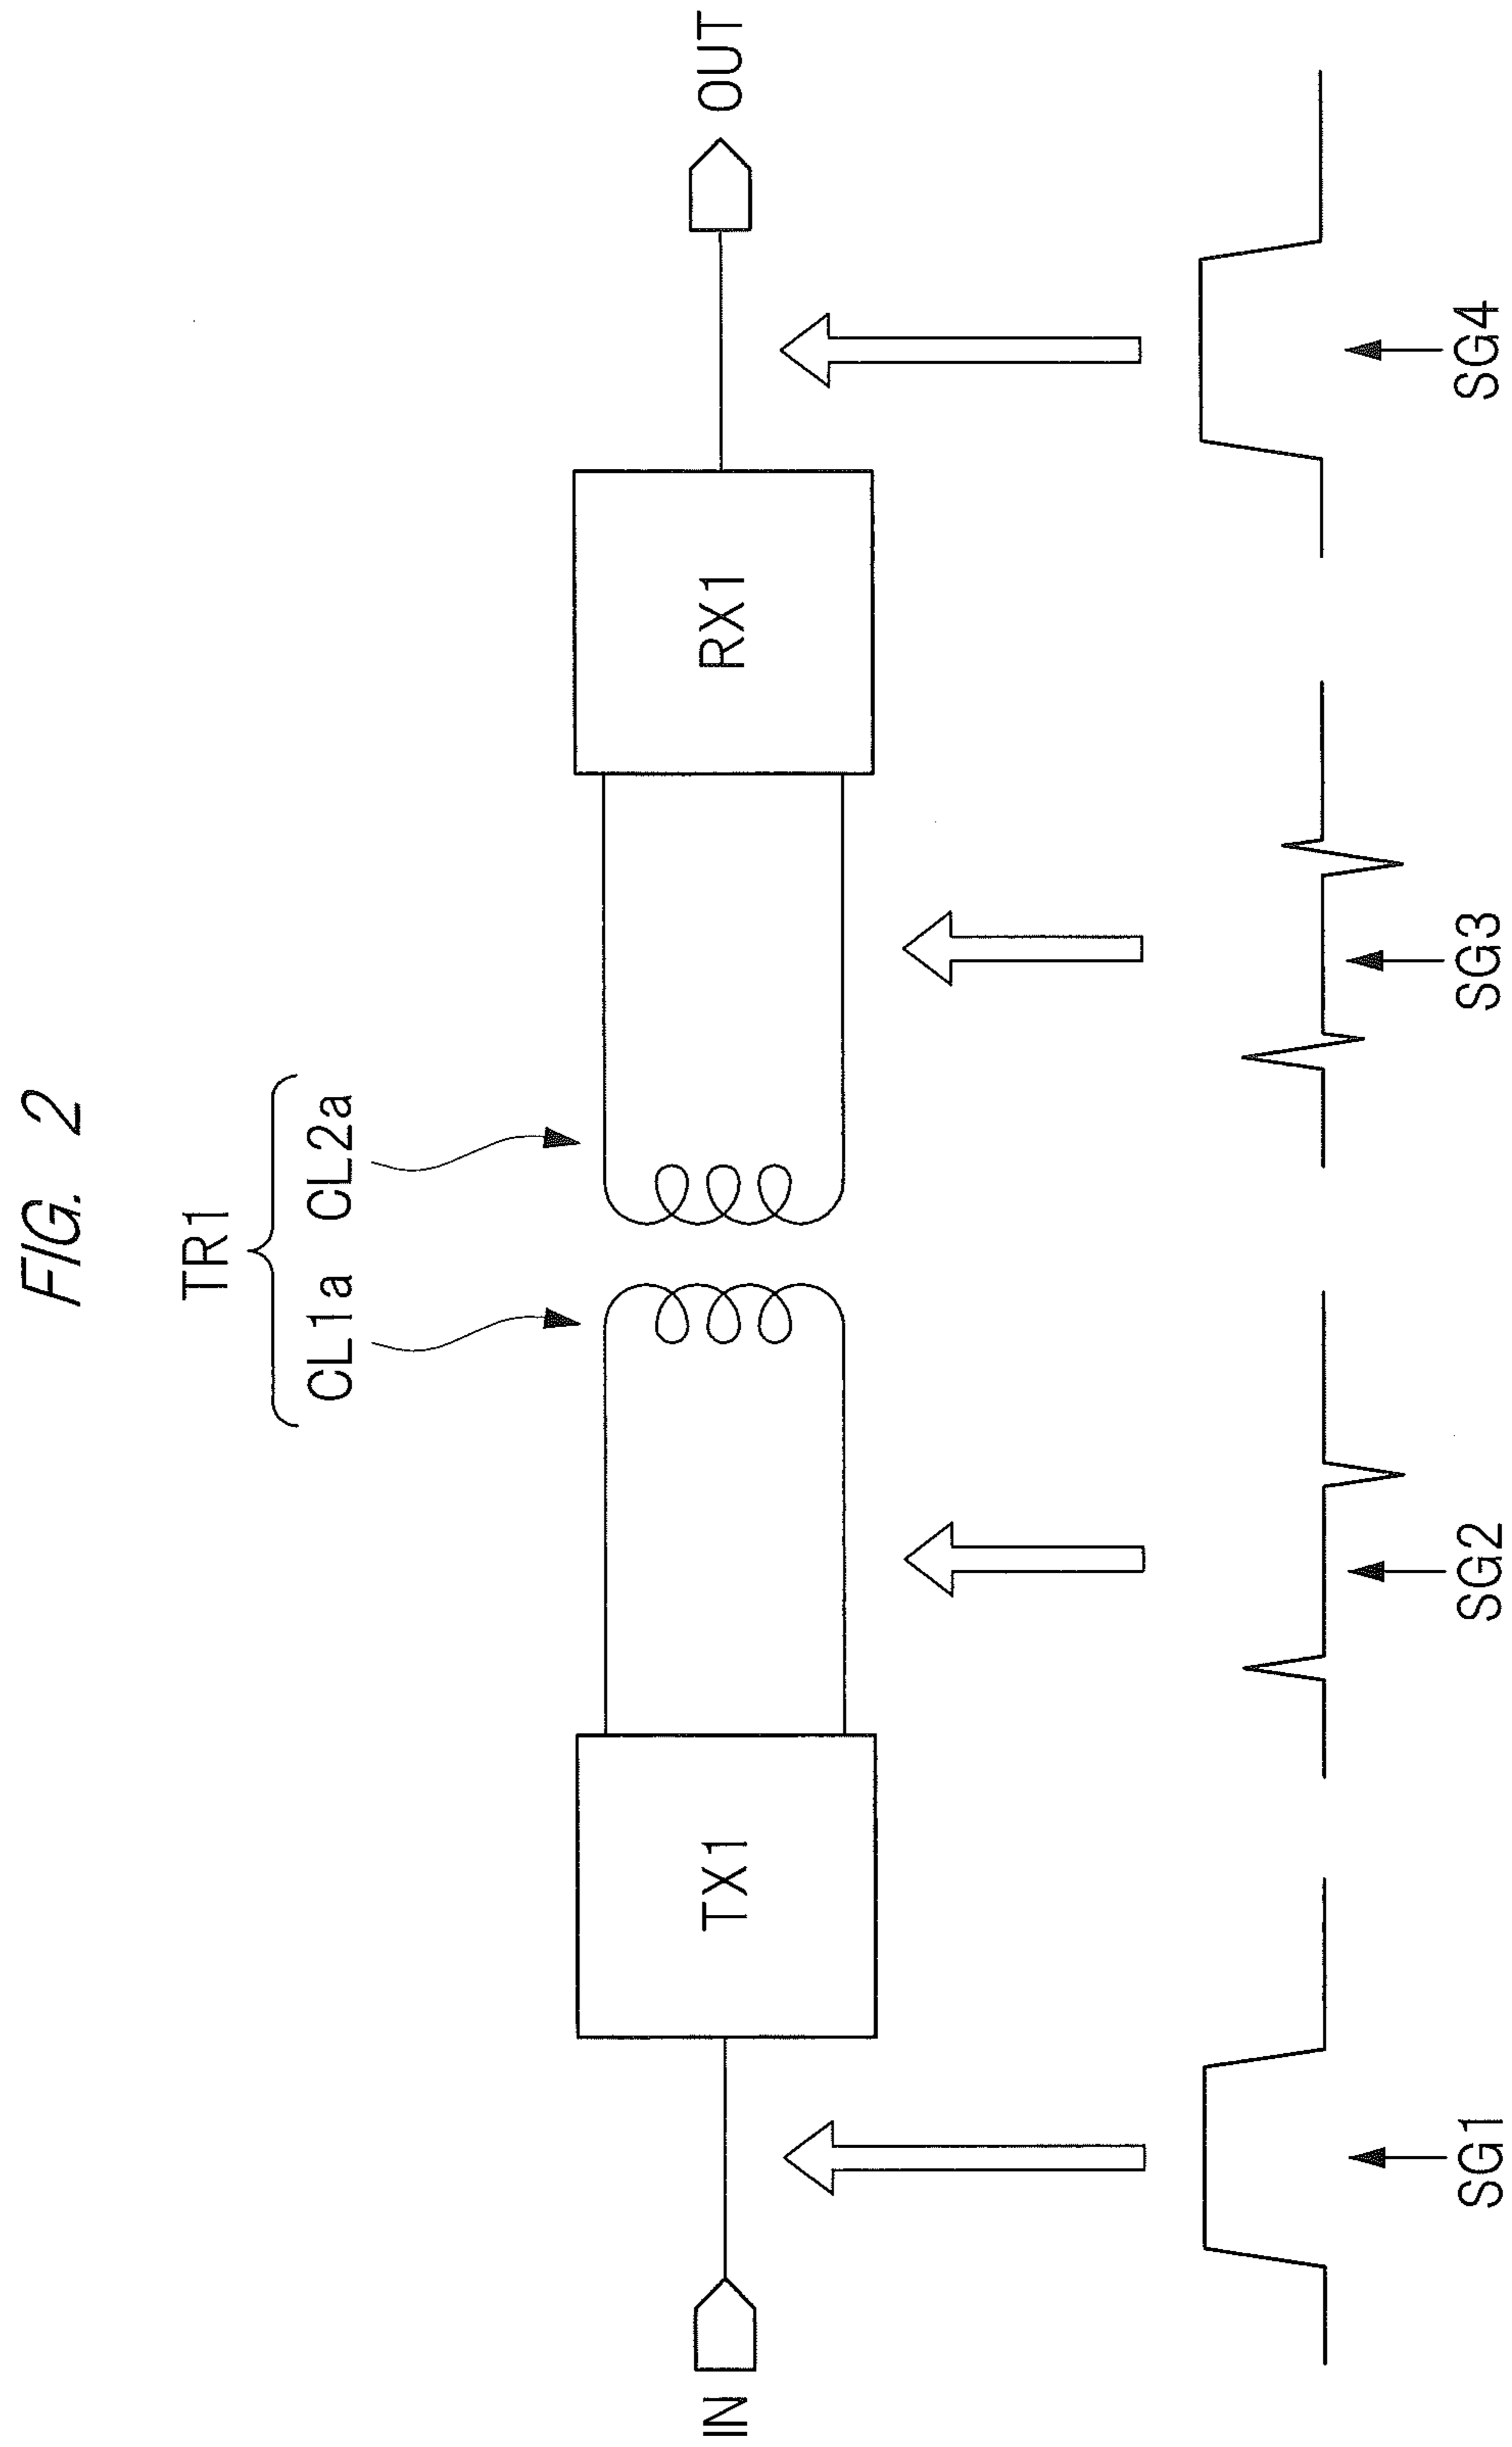 FIG. 2
TR1
CL1a CL2a
IN
TX1
RX1
OUT
SG1
SG2
SG3
SG4